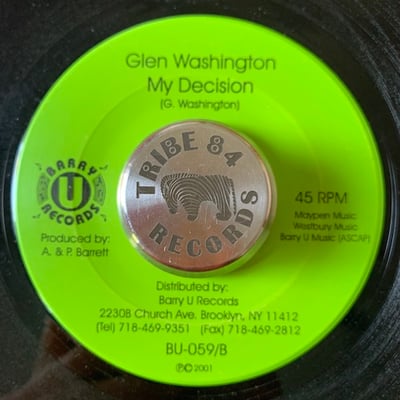 Glen Washington
My Decision
(G. Washington)
BARRY
U
RECORDS
Produced by:
A. & P. Barrett
TRIBE 84
RECORDS
45 RPM
Maypen Music
Westbury Music
Barry U Music (ASCAP)
Distributed by:
Barry U Records
2230B Church Ave. Brooklyn, NY 11412
(Tel) 718-469-9351 (Fax) 718-469-2812
BU-059/B
℗© 2001